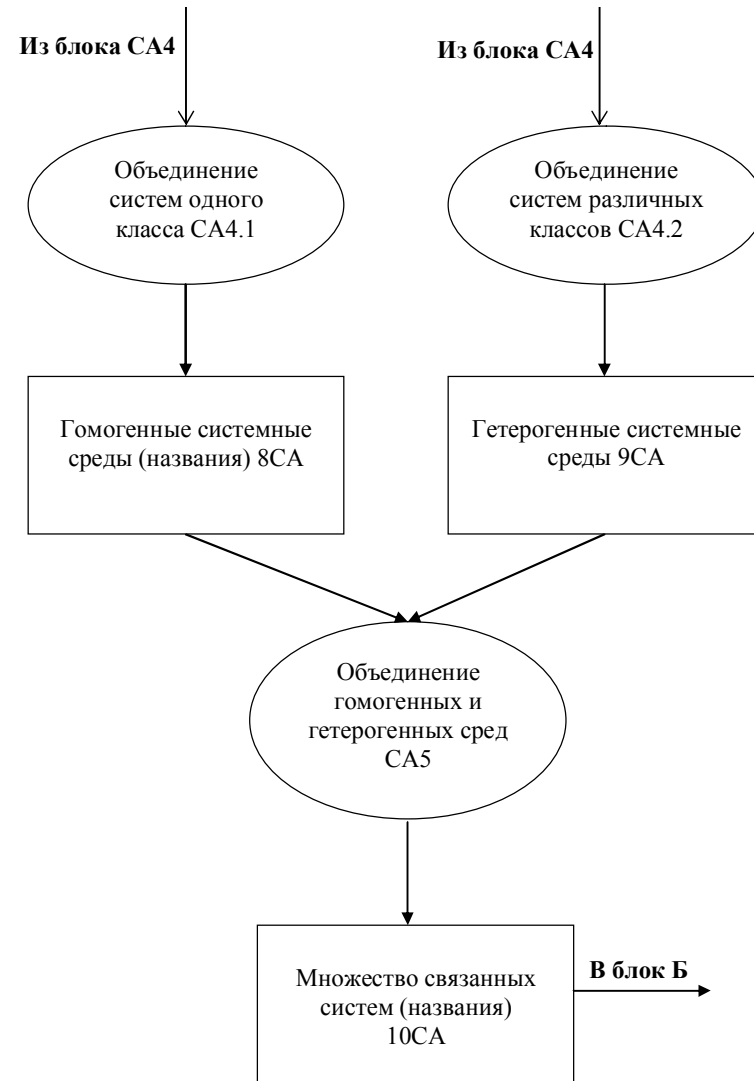 Из блока СА4
Из блока СА4
Объединение
систем одного
класса СА4.1
Объединение
систем различных
классов СА4.2
Гомогенные системные
среды (названия) 8СА
Гетерогенные системные
среды 9СА
Объединение
гомогенных и
гетерогенных сред
СА5
Множество связанных
систем (названия)
10СА
В блок Б